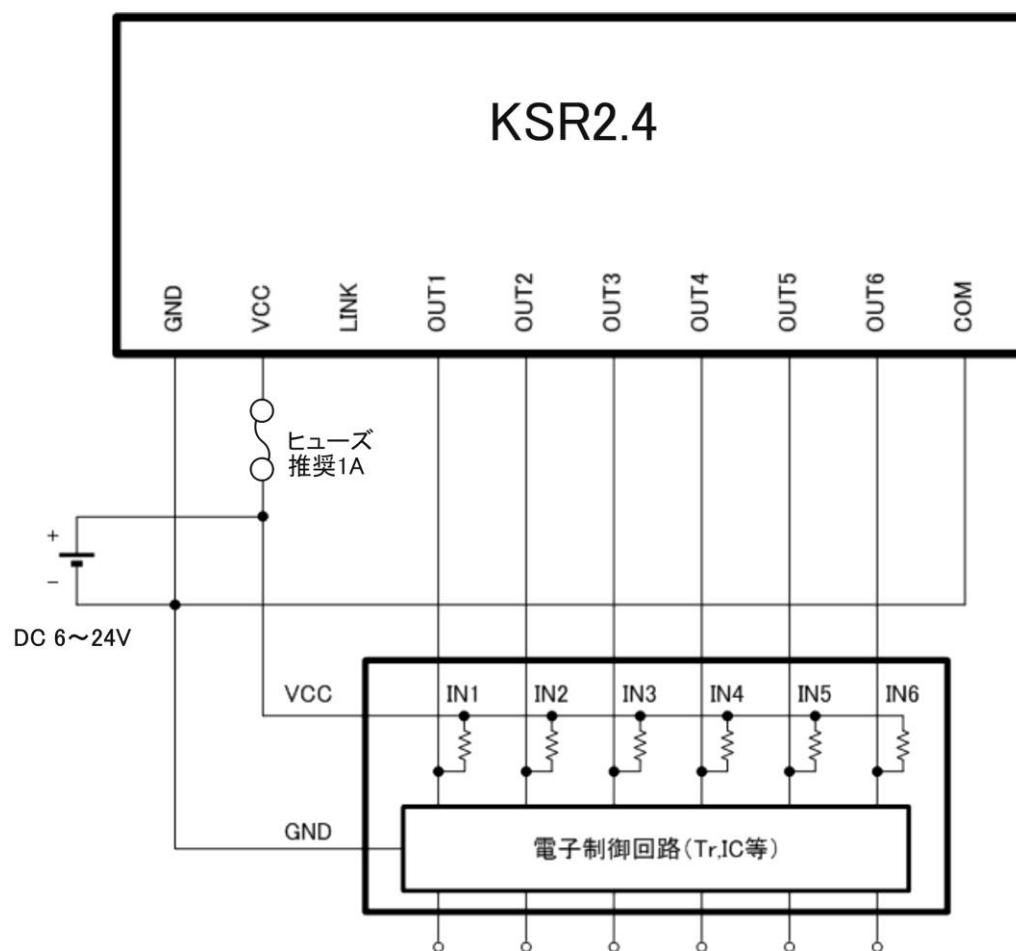 KSR2.4
GND
VCC
LINK
OUT1
OUT2
OUT3
OUT4
OUT5
OUT6
COM
ヒューズ
推奨1A
+
−
DC 6～24V
VCC
IN1
IN2
IN3
IN4
IN5
IN6
GND
電子制御回路(Tr,IC等)